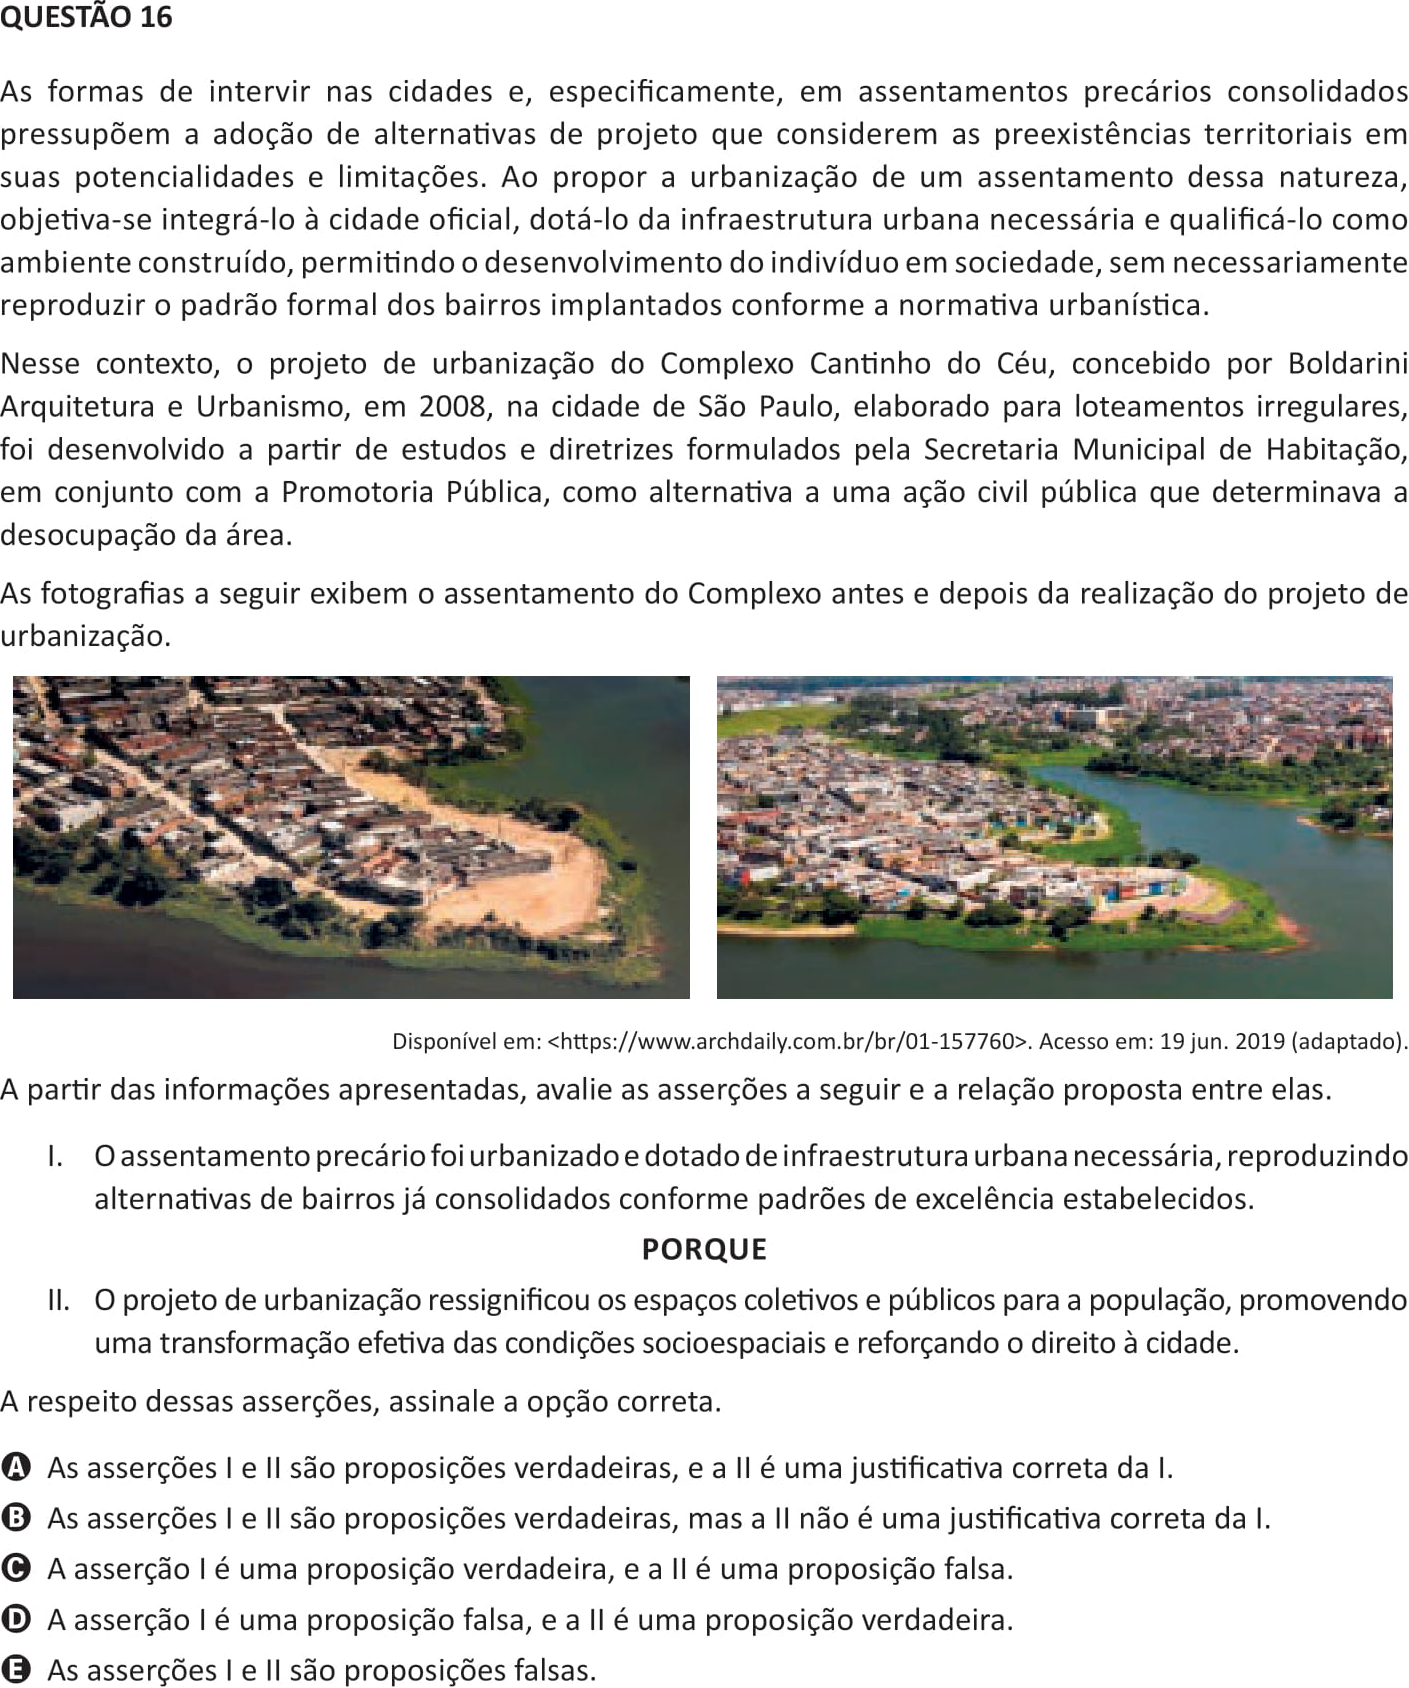 QUESTÃO 16
As formas de intervir nas cidades e, especificamente, em assentamentos precários consolidados
pressupõem a adoção de alternativas de projeto que considerem as preexistências territoriais em
suas potencialidades e limitações. Ao propor a urbanização de um assentamento dessa natureza,
objetiva-se integrá-lo à cidade oficial, dotá-lo da infraestrutura urbana necessária e qualificá-lo como
ambiente construído, permitindo o desenvolvimento do indivíduo em sociedade, sem necessariamente
reproduzir o padrão formal dos bairros implantados conforme a normativa urbanística.
Nesse contexto, o projeto de urbanização do Complexo Cantinho do Céu, concebido por Boldarini
Arquitetura e Urbanismo, em 2008, na cidade de São Paulo, elaborado para loteamentos irregulares,
foi desenvolvido a partir de estudos e diretrizes formulados pela Secretaria Municipal de Habitação,
em conjunto com a Promotoria Pública, como alternativa a uma ação civil pública que determinava a
desocupação da área.
As fotografias a seguir exibem o assentamento do Complexo antes e depois da realização do projeto de
urbanização.
Disponível em: <https://www.archdaily.com.br/br/01-157760>. Acesso em: 19 jun. 2019 (adaptado).
A partir das informações apresentadas, avalie as asserções a seguir e a relação proposta entre elas.
I. O assentamento precário foi urbanizado e dotado de infraestrutura urbana necessária, reproduzindo
alternativas de bairros já consolidados conforme padrões de excelência estabelecidos.
PORQUE
II. O projeto de urbanização ressignificou os espaços coletivos e públicos para a população, promovendo
uma transformação efetiva das condições socioespaciais e reforçando o direito à cidade.
A respeito dessas asserções, assinale a opção correta.
A As asserções I e II são proposições verdadeiras, e a II é uma justificativa correta da I.
B As asserções I e II são proposições verdadeiras, mas a II não é uma justificativa correta da I.
C A asserção I é uma proposição verdadeira, e a II é uma proposição falsa.
D A asserção I é uma proposição falsa, e a II é uma proposição verdadeira.
E As asserções I e II são proposições falsas.